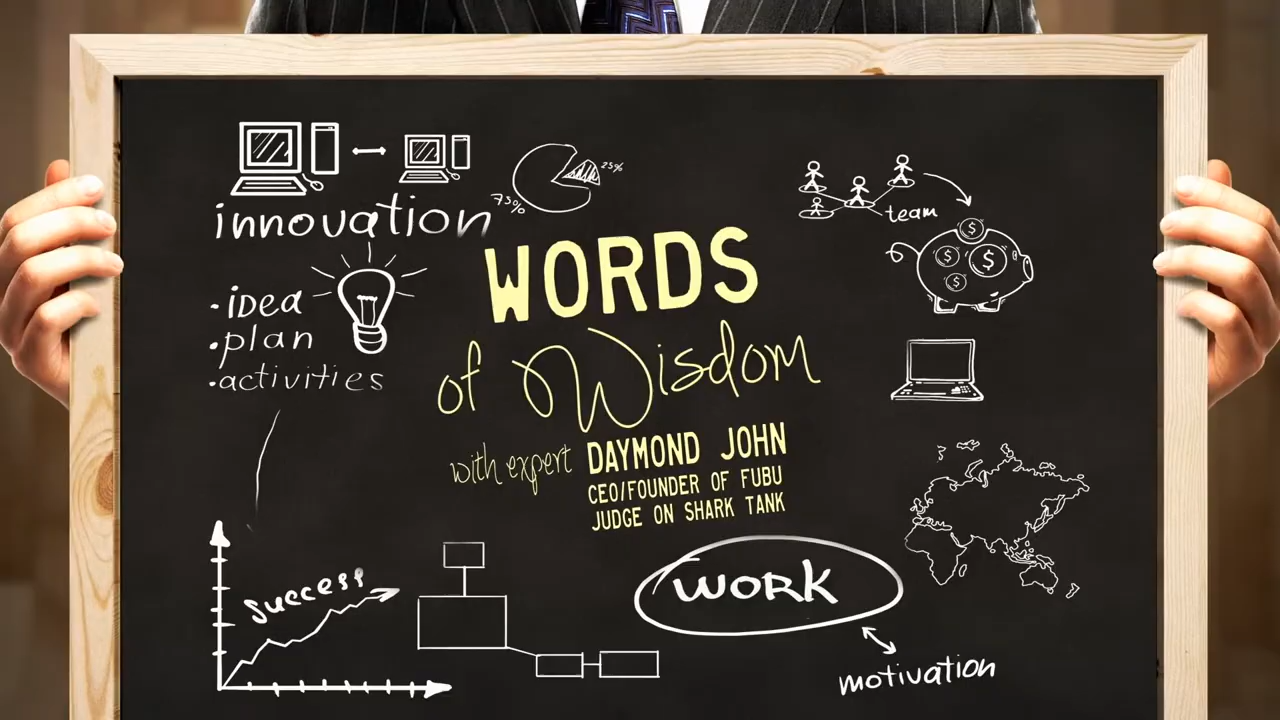 innovation
73%
25%
team
$
$
$
$
• idea
• plan
• activities
WORDS
of Wisdom
with expert DAYMOND JOHN
CEO/FOUNDER OF FUBU
JUDGE ON SHARK TANK
success
WORK
motivation